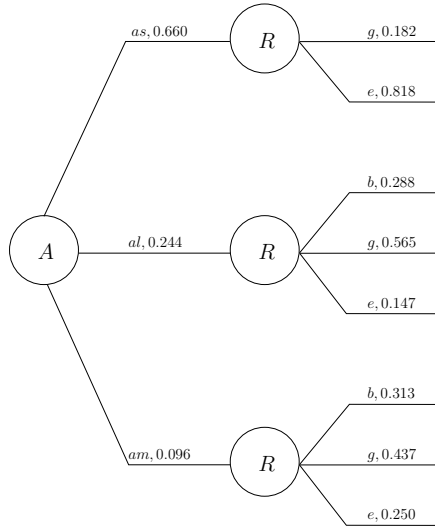 as, 0.660
R
g, 0.182
e, 0.818
b, 0.288
A
al, 0.244
R
g, 0.565
e, 0.147
b, 0.313
am, 0.096
R
g, 0.437
e, 0.250